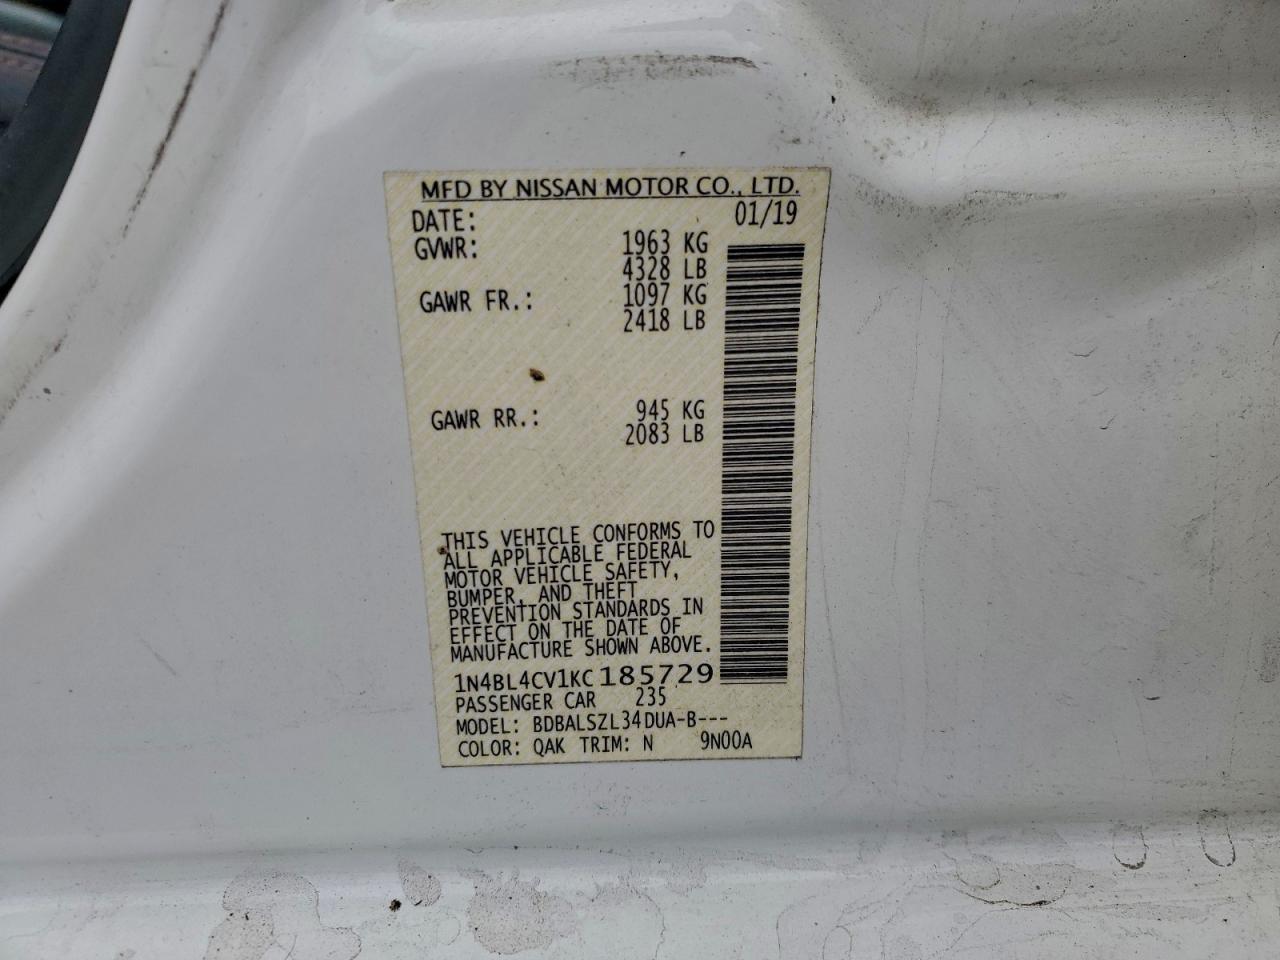 MFD BY NISSAN MOTOR CO., LTD.
DATE: 01/19
GVWR: 1963 KG
4328 LB
GAWR FR.: 1097 KG
2418 LB
GAWR RR.: 945 KG
2083 LB
THIS VEHICLE CONFORMS TO
ALL APPLICABLE FEDERAL
MOTOR VEHICLE SAFETY,
BUMPER, AND THEFT
PREVENTION STANDARDS IN
EFFECT ON THE DATE OF
MANUFACTURE SHOWN ABOVE.
1N4BL4CV1KC185729
PASSENGER CAR 235
MODEL: BDBALSZL34DUA-B---
COLOR: QAK TRIM: N 9N00A